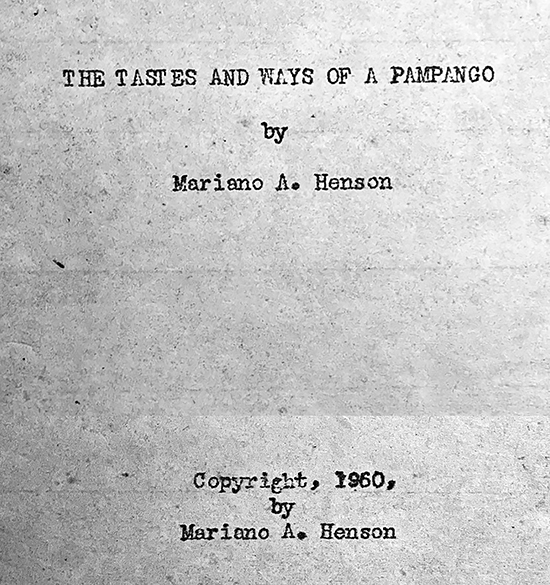 THE TASTES AND WAYS OF A PAMPANGO
by
Mariano A. Henson
Copyright, 1960,
by
Mariano A. Henson